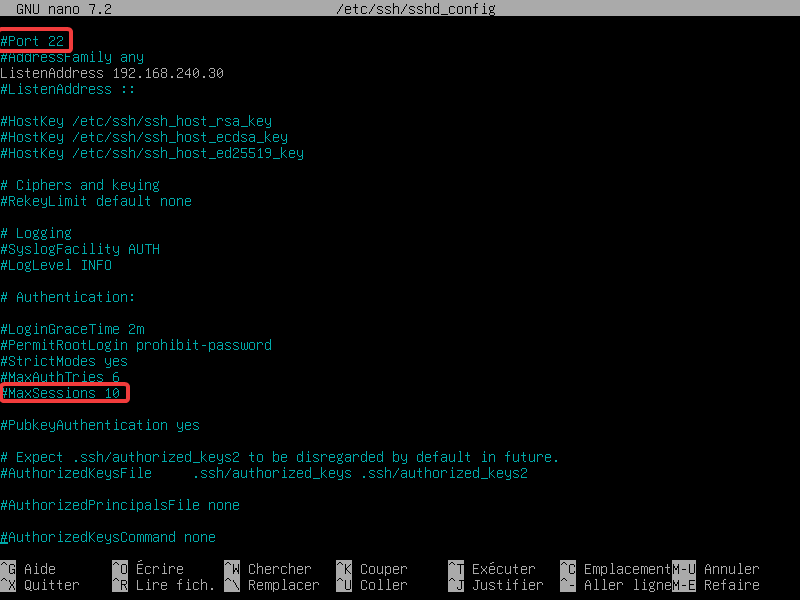 GNU nano 7.2 /etc/ssh/sshd_config
#Port 22
#AddressFamily any
ListenAddress 192.168.240.30
#ListenAddress ::
#HostKey /etc/ssh/ssh_host_rsa_key
#HostKey /etc/ssh/ssh_host_ecdsa_key
#HostKey /etc/ssh/ssh_host_ed25519_key
# Ciphers and keying
#RekeyLimit default none
# Logging
#SyslogFacility AUTH
#LogLevel INFO
# Authentication:
#LoginGraceTime 2m
#PermitRootLogin prohibit-password
#StrictModes yes
#MaxAuthTries 6
#MaxSessions 10
#PubkeyAuthentication yes
# Expect .ssh/authorized_keys2 to be disregarded by default in future.
#AuthorizedKeysFile .ssh/authorized_keys .ssh/authorized_keys2
#AuthorizedPrincipalsFile none
#AuthorizedKeysCommand none
^G Aide ^O Écrire ^W Chercher ^K Couper ^T Exécuter ^C Emplacement M-U Annuler
^X Quitter ^R Lire fich. ^\ Remplacer ^U Coller ^J Justifier ^- Aller ligne M-E Refaire